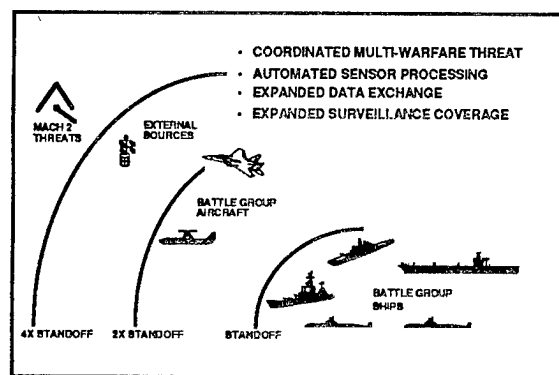 • COORDINATED MULTI-WARFARE THREAT
• AUTOMATED SENSOR PROCESSING
• EXPANDED DATA EXCHANGE
• EXPANDED SURVEILLANCE COVERAGE
MACH 2
THREATS
EXTERNAL
SOURCES
BATTLE GROUP
AIRCRAFT
BATTLE GROUP
SHIPS
4X STANDOFF
2X STANDOFF
STANDOFF